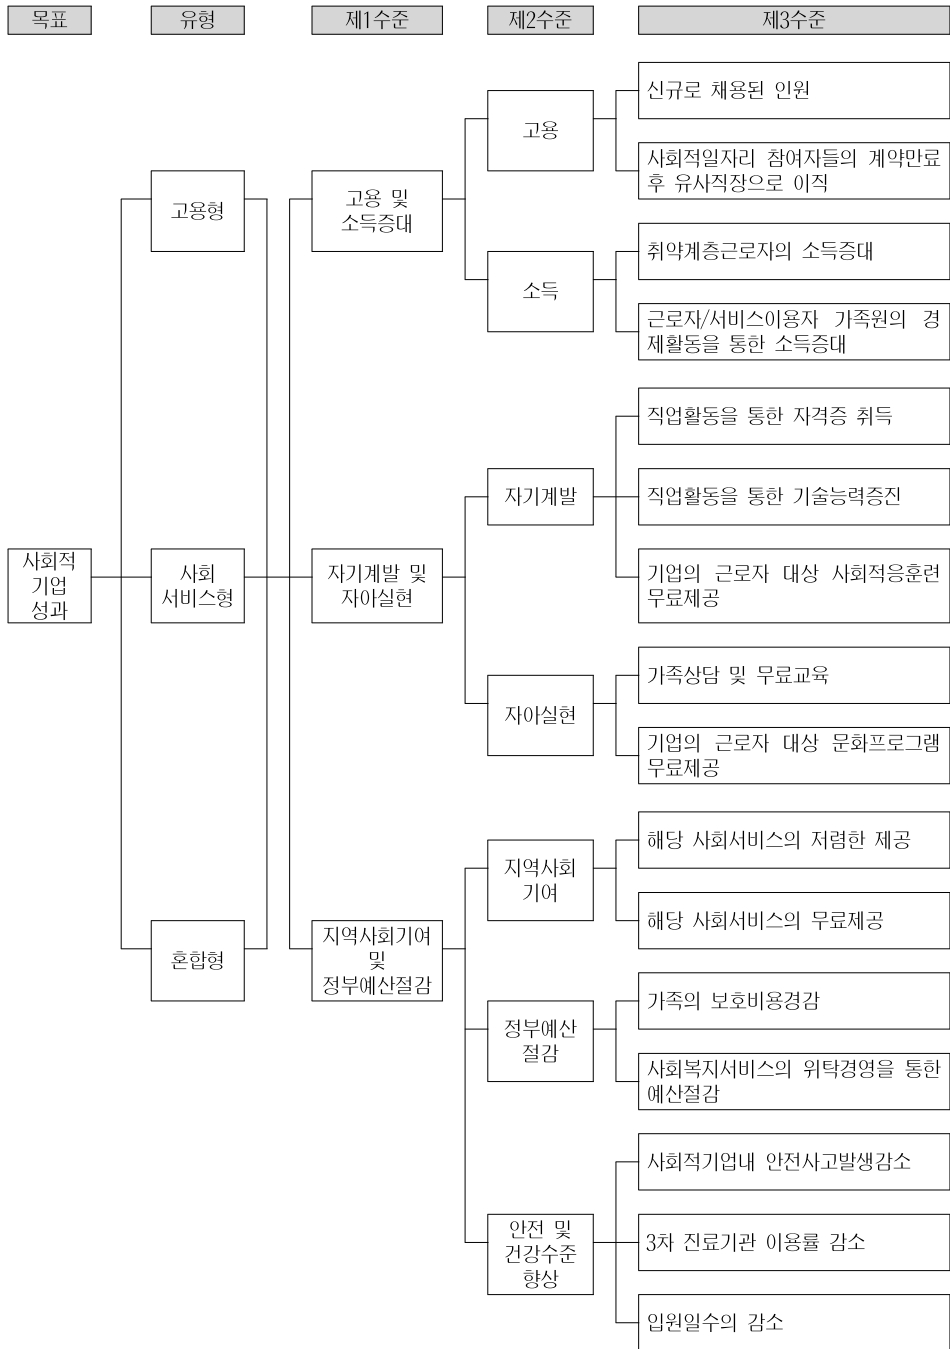 목표
유형
제1수준
제2수준
제3수준
사회적
기업
성과
고용형
사회
서비스형
혼합형
고용 및
소득증대
고용
신규로 채용된 인원
사회적일자리 참여자들의 계약만료
후 유사직장으로 이직
소득
취약계층근로자의 소득증대
근로자/서비스이용자 가족원의 경
제활동을 통한 소득증대
자기계발 및
자아실현
자기계발
직업활동을 통한 자격증 취득
직업활동을 통한 기술능력증진
기업의 근로자 대상 사회적응훈련
무료제공
자아실현
가족상담 및 무료교육
기업의 근로자 대상 문화프로그램
무료제공
지역사회기여
및
정부예산절감
지역사회
기여
해당 사회서비스의 저렴한 제공
해당 사회서비스의 무료제공
정부예산
절감
가족의 보호비용경감
사회복지서비스의 위탁경영을 통한
예산절감
안전 및
건강수준
향상
사회적기업내 안전사고발생감소
3차 진료기관 이용률 감소
입원일수의 감소